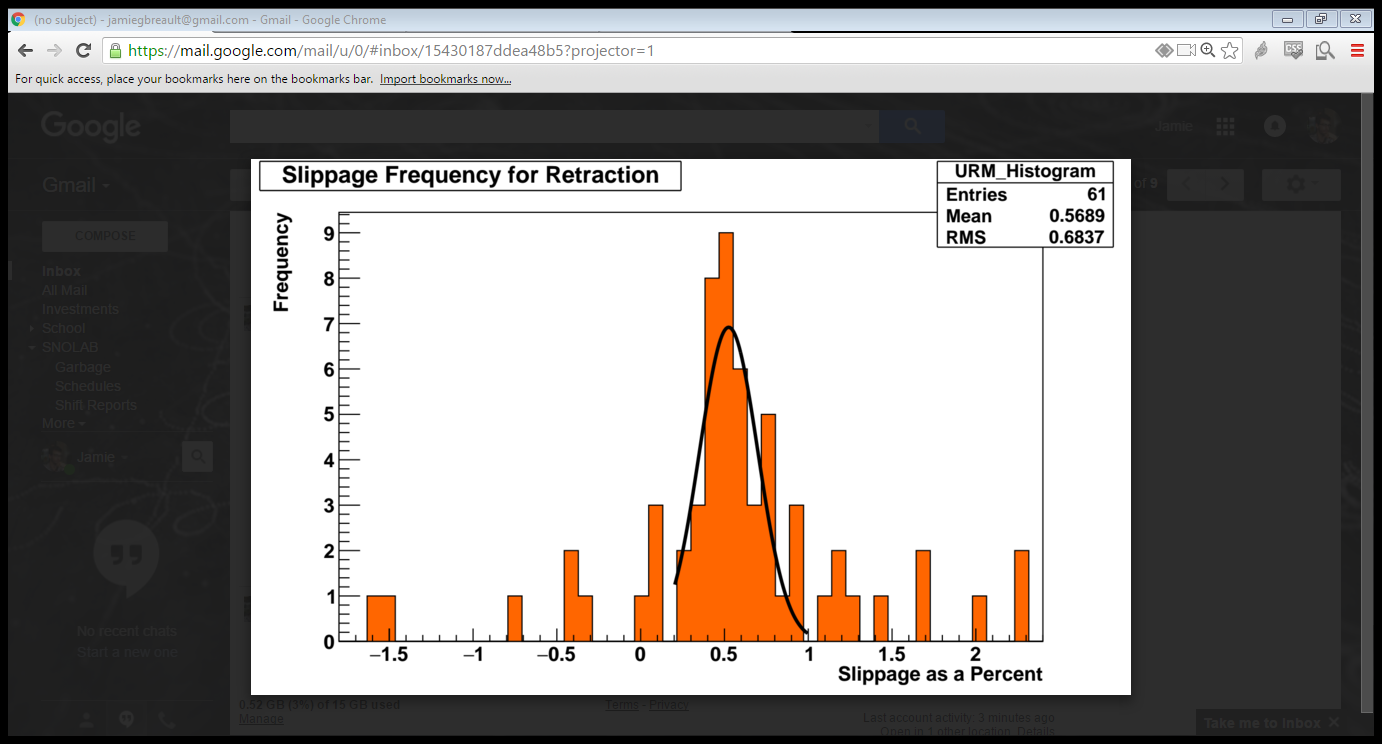 (no subject) - jamiegbreault@gmail.com - Gmail - Google Chrome
https://mail.google.com/mail/u/0/#inbox/15430187ddea48b5?projector=1
For quick access, place your bookmarks here on the bookmarks bar. Import bookmarks now...
Google
Jamie
Gmail
of 9
COMPOSE
Inbox
All Mail
Investments
School
SNOLAB
Garbage
Schedules
Shift Reports
More
Jamie
No recent chats
Start a new one
Slippage Frequency for Retraction
URM_Histogram
Entries 61
Mean 0.5689
RMS 0.6837
Frequency
9
8
7
6
5
4
3
2
1
0
−1.5 −1 −0.5 0 0.5 1 1.5 2
Slippage as a Percent
0.52 GB (3%) of 15 GB used
Manage
Terms - Privacy
Last account activity: 3 minutes ago
Open in 1 other location Details
Take me to Inbox ×